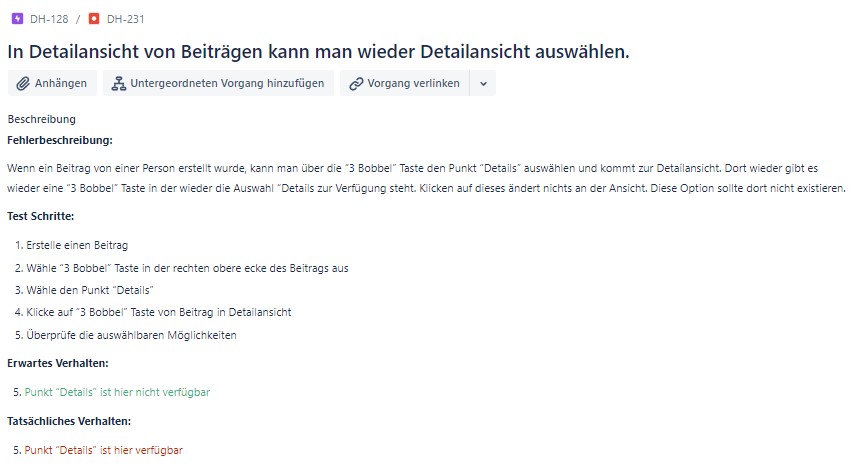 DH-128 / DH-231
In Detailansicht von Beiträgen kann man wieder Detailansicht auswählen.
Anhängen Untergeordneten Vorgang hinzufügen Vorgang verlinken
Beschreibung
Fehlerbeschreibung:
Wenn ein Beitrag von einer Person erstellt wurde, kann man über die “3 Bobbel” Taste den Punkt “Details” auswählen und kommt zur Detailansicht. Dort wieder gibt es
wieder eine “3 Bobbel” Taste in der wieder die Auswahl “Details zur Verfügung steht. Klicken auf dieses ändert nichts an der Ansicht. Diese Option sollte dort nicht existieren.
Test Schritte:
1. Erstelle einen Beitrag
2. Wähle “3 Bobbel” Taste in der rechten obere ecke des Beitrags aus
3. Wähle den Punkt “Details”
4. Klicke auf “3 Bobbel” Taste von Beitrag in Detailansicht
5. Überprüfe die auswählbaren Möglichkeiten
Erwartes Verhalten:
5. Punkt “Details” ist hier nicht verfügbar
Tatsächliches Verhalten:
5. Punkt “Details” ist hier verfügbar